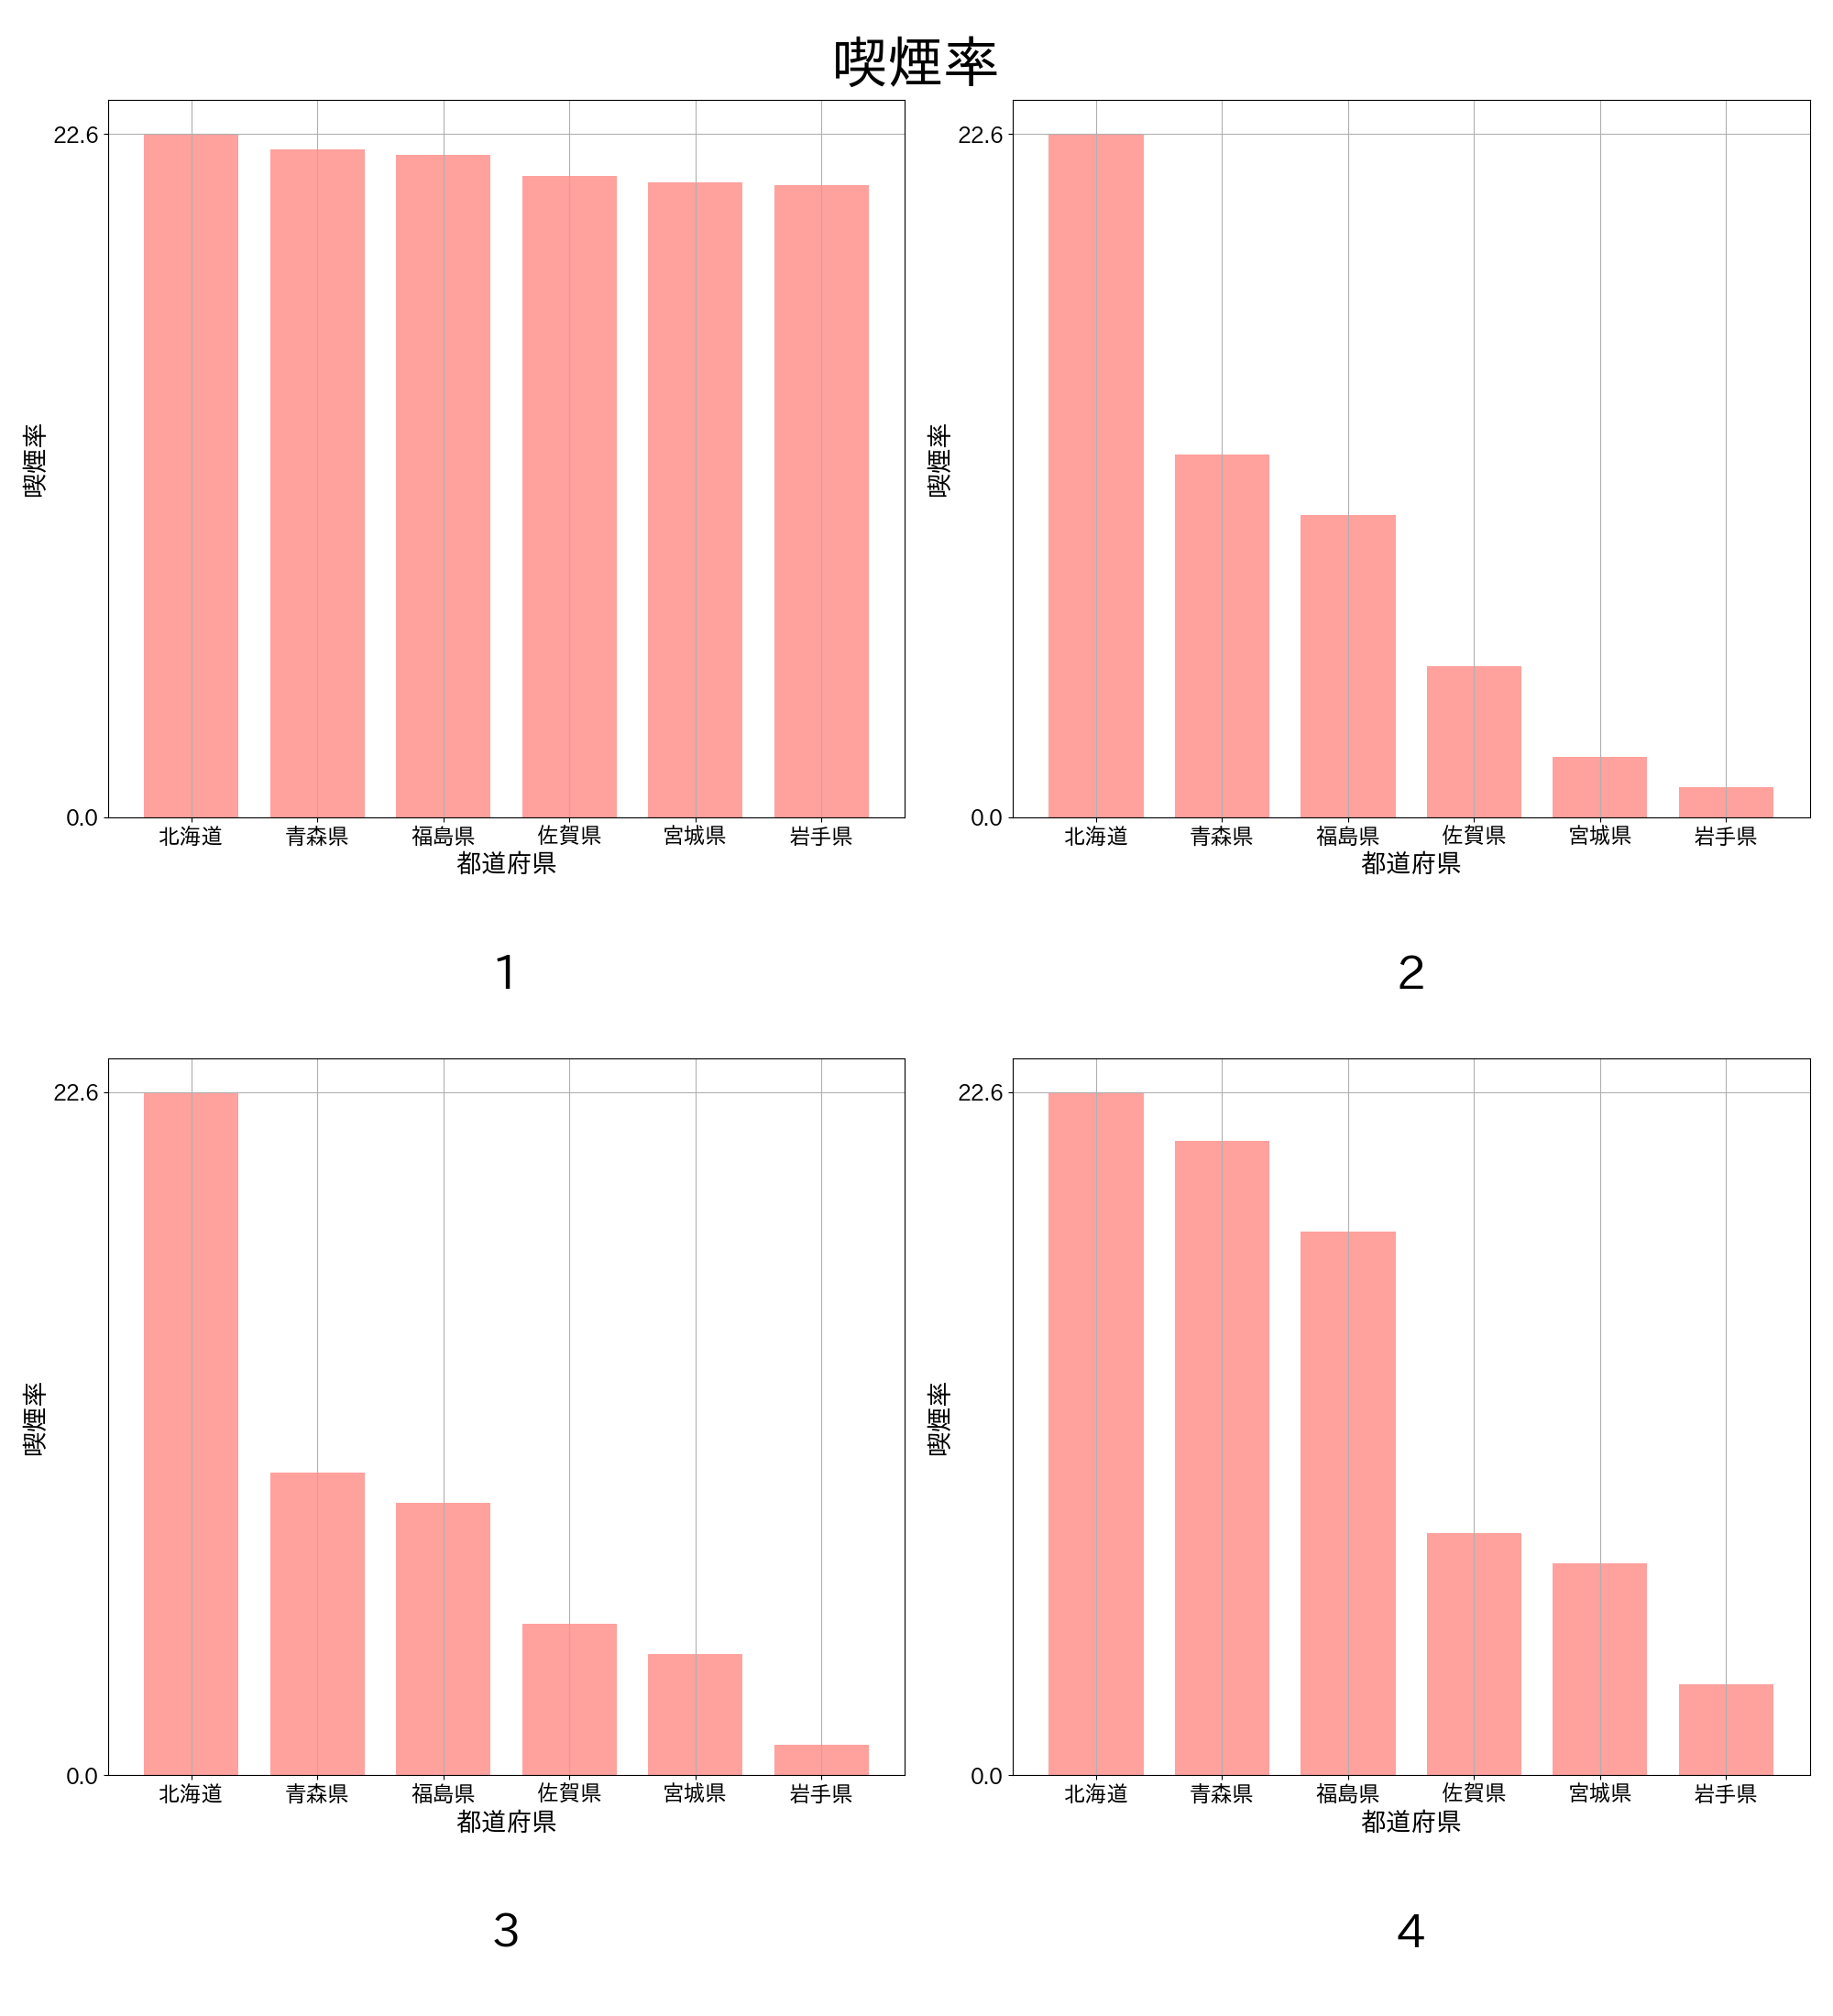 喫煙率
22.6
0.0
喫煙率
北海道 青森県 福島県 佐賀県 宮城県 岩手県
都道府県
1
22.6
0.0
喫煙率
北海道 青森県 福島県 佐賀県 宮城県 岩手県
都道府県
2
22.6
0.0
喫煙率
北海道 青森県 福島県 佐賀県 宮城県 岩手県
都道府県
3
22.6
0.0
喫煙率
北海道 青森県 福島県 佐賀県 宮城県 岩手県
都道府県
4